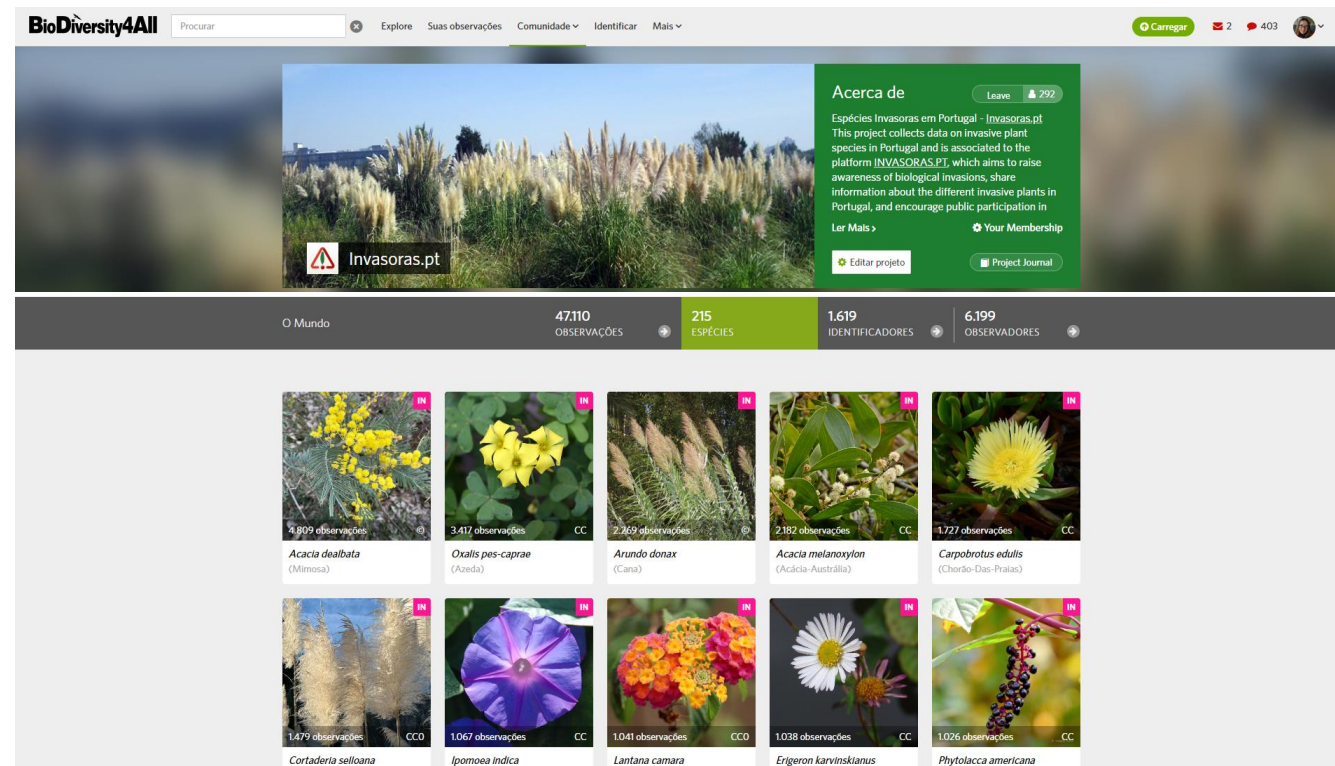 BioDiversity4All
Procurar
Explore
Suas observações
Comunidade
Identificar
Mais
Carregar
2
403
Acerca de
Leave
292
Espécies Invasoras em Portugal - Invasoras.pt
This project collects data on invasive plant
species in Portugal and is associated to the
platform INVASORAS.PT, which aims to raise
awareness of biological invasions, share
information about the different invasive plants in
Portugal, and encourage public participation in
Ler Mais >
Your Membership
Editar projeto
Project Journal
Invasoras.pt
O Mundo
47.110
OBSERVAÇÕES
215
ESPÉCIES
1.619
IDENTIFICADORES
6.199
OBSERVADORES
IN
4.809 observações
©
Acacia dealbata
(Mimosa)
IN
3.417 observações
CC
Oxalis pes-caprae
(Azeda)
IN
2.269 observações
©
Arundo donax
(Cana)
IN
2.182 observações
CC
Acacia melanoxylon
(Acácia-Austrália)
IN
1.727 observações
CC
Carpobrotus edulis
(Chorão-Das-Praias)
IN
1.479 observações
CC0
Cortaderia selloana
IN
1.067 observações
CC
Ipomoea indica
IN
1.041 observações
CC0
Lantana camara
IN
1.038 observações
CC
Erigeron karvinskianus
IN
1.026 observações
CC
Phytolacca americana